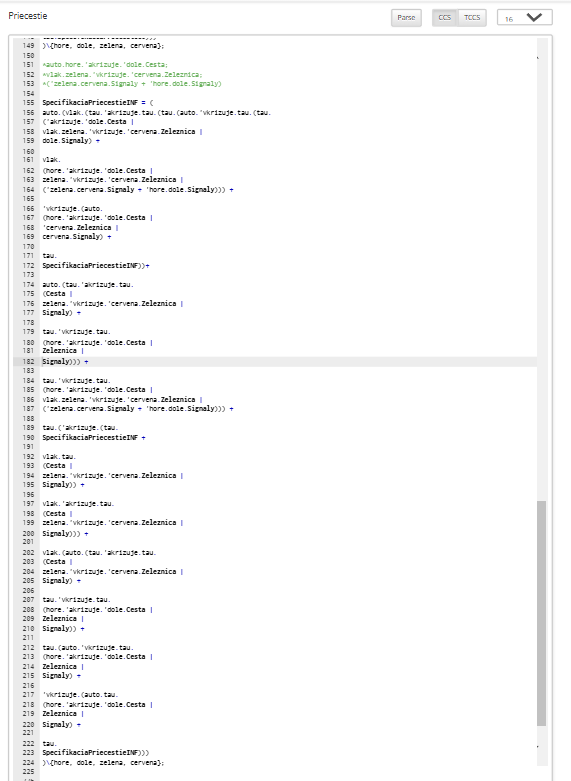 Priecestie
Parse
CCS
TCCS
16
149 )\{hore, dole, zelena, cervena};
150
151 *auto.hore.'akrizuje.'dole.Cesta;
152 *vlak.zelena.'vkrizuje.'cervena.Zeleznica;
153 *('zelena.cervena.Signaly + 'hore.dole.Signaly)
154
155 SpecifikaciaPriecestieINF = (
156 auto.(vlak.(tau.'akrizuje.tau.(tau.(auto.'vkrizuje.tau.(tau.
157 ('akrizuje.'dole.Cesta |
158 vlak.zelena.'vkrizuje.'cervena.Zeleznica |
159 dole.Signaly) +
160
161 vlak.
162 (hore.'akrizuje.'dole.Cesta |
163 zelena.'vkrizuje.'cervena.Zeleznica |
164 ('zelena.cervena.Signaly + 'hore.dole.Signaly))) +
165
166 'vkrizuje.(auto.
167 (hore.'akrizuje.'dole.Cesta |
168 'cervena.Zeleznica |
169 cervena.Signaly) +
170
171 tau.
172 SpecifikaciaPriecestieINF))+
173
174 auto.(tau.'akrizuje.tau.
175 (Cesta |
176 zelena.'vkrizuje.'cervena.Zeleznica |
177 Signaly) +
178
179 tau.'vkrizuje.tau.
180 (hore.'akrizuje.'dole.Cesta |
181 Zeleznica |
182 Signaly))) +
183
184 tau.'vkrizuje.tau.
185 (hore.'akrizuje.'dole.Cesta |
186 vlak.zelena.'vkrizuje.'cervena.Zeleznica |
187 ('zelena.cervena.Signaly + 'hore.dole.Signaly))) +
188
189 tau.('akrizuje.(tau.
190 SpecifikaciaPriecestieINF +
191
192 vlak.tau.
193 (Cesta |
194 zelena.'vkrizuje.'cervena.Zeleznica |
195 Signaly)) +
196
197 vlak.'akrizuje.tau.
198 (Cesta |
199 zelena.'vkrizuje.'cervena.Zeleznica |
200 Signaly))) +
201
202 vlak.(auto.(tau.'akrizuje.tau.
203 (Cesta |
204 zelena.'vkrizuje.'cervena.Zeleznica |
205 Signaly) +
206
207 tau.'vkrizuje.tau.
208 (hore.'akrizuje.'dole.Cesta |
209 Zeleznica |
210 Signaly)) +
211
212 tau.(auto.'vkrizuje.tau.
213 (hore.'akrizuje.'dole.Cesta |
214 Zeleznica |
215 Signaly) +
216
217 'vkrizuje.(auto.tau.
218 (hore.'akrizuje.'dole.Cesta |
219 Zeleznica |
220 Signaly) +
221
222 tau.
223 SpecifikaciaPriecestieINF)))
224 )\{hore, dole, zelena, cervena};
225